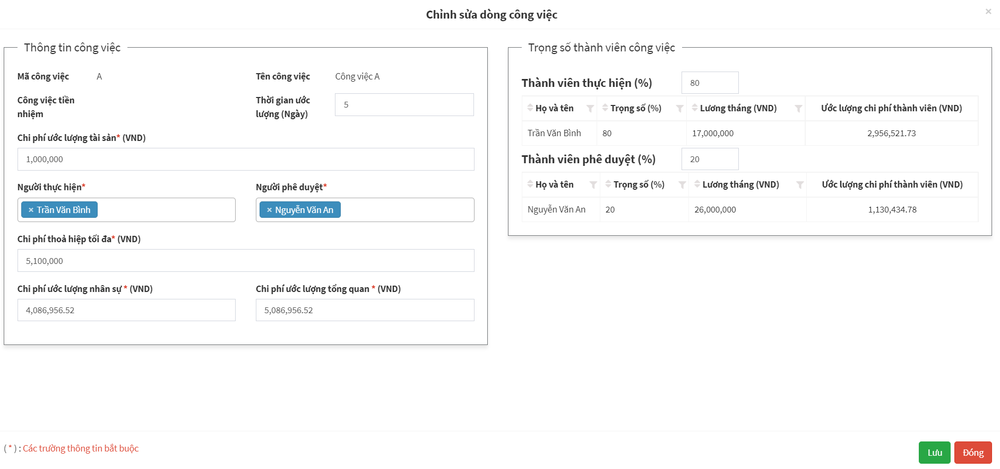 Chỉnh sửa dòng công việc
×
Thông tin công việc
Mã công việc A
Tên công việc Công việc A
Công việc tiền
nhiệm
Thời gian ước
lượng (Ngày)
5
Chi phí ước lượng tài sản* (VND)
1,000,000
Người thực hiện*
Người phê duyệt*
× Trần Văn Bình
× Nguyễn Văn An
Chi phí thoả hiệp tối đa* (VND)
5,100,000
Chi phí ước lượng nhân sự * (VND)
Chi phí ước lượng tổng quan * (VND)
4,086,956.52
5,086,956.52
Trọng số thành viên công việc
Thành viên thực hiện (%) 80
Họ và tên Trọng số (%) Lương tháng (VND) Ước lượng chi phí thành viên (VND)
Trần Văn Bình 80 17,000,000 2,956,521.73
Thành viên phê duyệt (%) 20
Họ và tên Trọng số (%) Lương tháng (VND) Ước lượng chi phí thành viên (VND)
Nguyễn Văn An 20 26,000,000 1,130,434.78
( * ) : Các trường thông tin bắt buộc
Lưu
Đóng